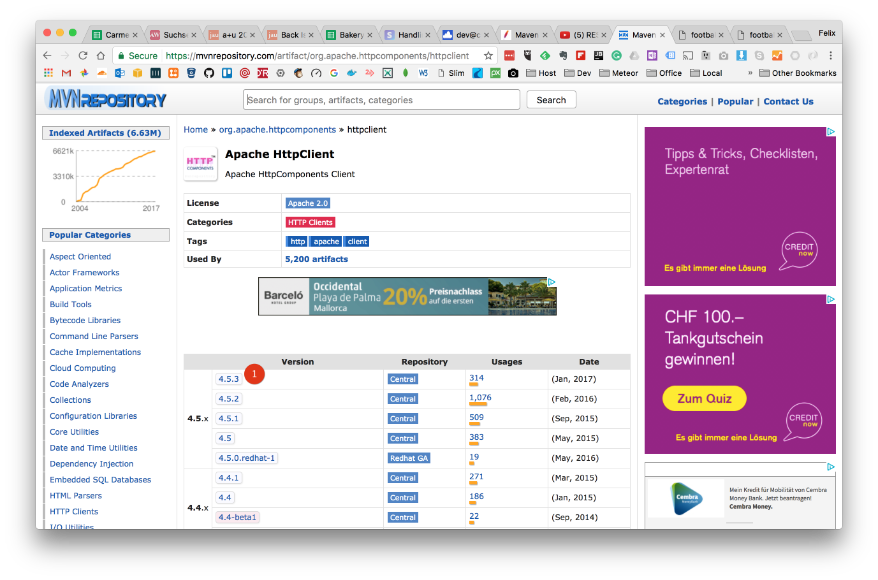 Carme
Suchs
a+u 20
Back Is
Bakery
Handli
dev@c
Maven
(5) REI
Maven
footba
footba
Felix
Secure https://mvnrepository.com/artifact/org.apache.httpcomponents/httpclient
Slim
Host
Dev
Meteor
Office
Local
» Other Bookmarks
MVNREPOSITORY
Search for groups, artifacts, categories
Search
Categories | Popular | Contact Us
Indexed Artifacts (6.63M)
6621k
3310k
0
2004 2017
Popular Categories
Aspect Oriented
Actor Frameworks
Application Metrics
Build Tools
Bytecode Libraries
Command Line Parsers
Cache Implementations
Cloud Computing
Code Analyzers
Collections
Configuration Libraries
Core Utilities
Date and Time Utilities
Dependency Injection
Embedded SQL Databases
HTML Parsers
HTTP Clients
I/O Utilities
Home » org.apache.httpcomponents » httpclient
HTTP
COMPONENTS
Apache HttpClient
Apache HttpComponents Client
License Apache 2.0
Categories HTTP Clients
Tags http apache client
Used By 5,200 artifacts
Barceló
HOTEL GROUP
Occidental
Playa de Palma
Mallorca
20% Preisnachlass
auf die ersten
Version Repository Usages Date
4.5.x
4.5.3 1 Central 314 (Jan, 2017)
4.5.2 Central 1,076 (Feb, 2016)
4.5.1 Central 509 (Sep, 2015)
4.5 Central 383 (May, 2015)
4.5.0.redhat-1 Redhat GA 19 (May, 2016)
4.4.x
4.4.1 Central 271 (Mar, 2015)
4.4 Central 186 (Jan, 2015)
4.4-beta1 Central 22 (Sep, 2014)
Tipps & Tricks, Checklisten,
Expertenrat
CREDIT
now
Es gibt immer eine Lösung
CHF 100.–
Tankgutschein
gewinnen!
Zum Quiz
CREDIT
now
Es gibt immer eine Lösung
Cembra
Mein Kredit für Mobilität von Cembra
Money Bank. Jetzt beantragen!
Cembra Money.